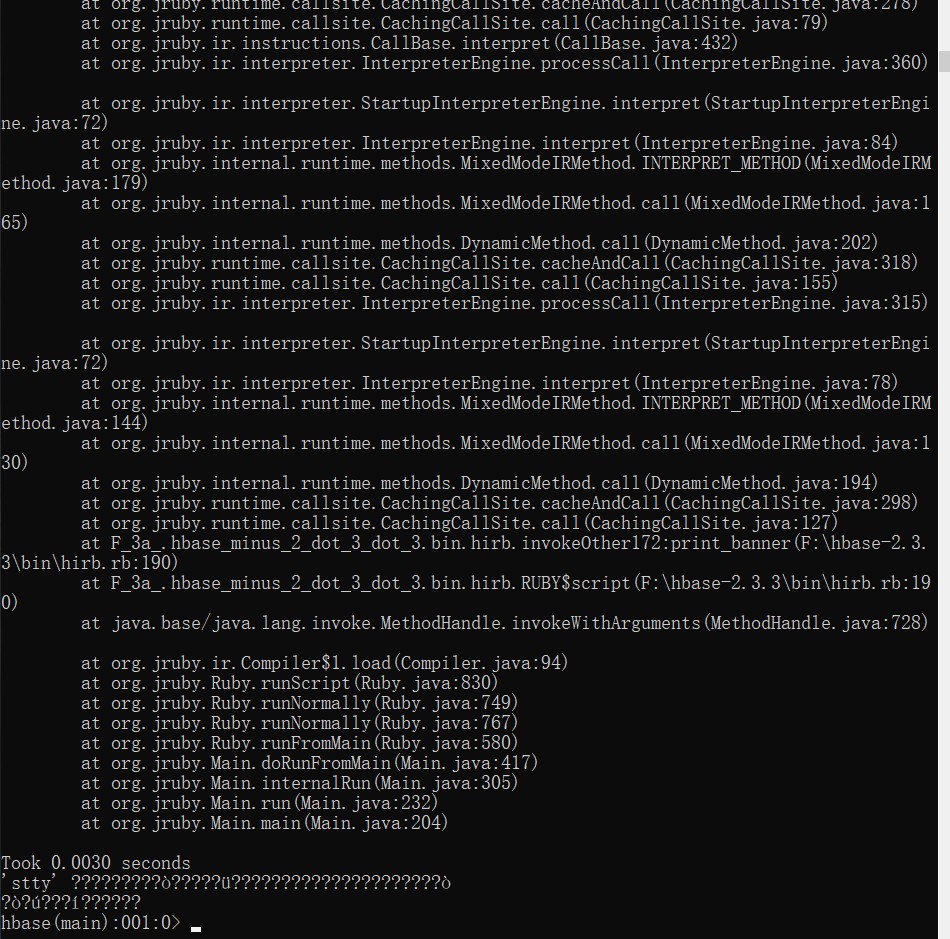 at org.jruby.runtime.callsite.CachingCallSite.cacheAndCall(CachingCallSite.java:278)
at org.jruby.runtime.callsite.CachingCallSite.call(CachingCallSite.java:79)
at org.jruby.ir.instructions.CallBase.interpret(CallBase.java:432)
at org.jruby.ir.interpreter.InterpreterEngine.processCall(InterpreterEngine.java:360)
at org.jruby.ir.interpreter.StartupInterpreterEngine.interpret(StartupInterpreterEngi
ne.java:72)
at org.jruby.ir.interpreter.InterpreterEngine.interpret(InterpreterEngine.java:84)
at org.jruby.internal.runtime.methods.MixedModeIRMethod.INTERPRET_METHOD(MixedModeIRM
ethod.java:179)
at org.jruby.internal.runtime.methods.MixedModeIRMethod.call(MixedModeIRMethod.java:1
65)
at org.jruby.internal.runtime.methods.DynamicMethod.call(DynamicMethod.java:202)
at org.jruby.runtime.callsite.CachingCallSite.cacheAndCall(CachingCallSite.java:318)
at org.jruby.runtime.callsite.CachingCallSite.call(CachingCallSite.java:155)
at org.jruby.ir.interpreter.InterpreterEngine.processCall(InterpreterEngine.java:315)
at org.jruby.ir.interpreter.StartupInterpreterEngine.interpret(StartupInterpreterEngi
ne.java:72)
at org.jruby.ir.interpreter.InterpreterEngine.interpret(InterpreterEngine.java:78)
at org.jruby.internal.runtime.methods.MixedModeIRMethod.INTERPRET_METHOD(MixedModeIRM
ethod.java:144)
at org.jruby.internal.runtime.methods.MixedModeIRMethod.call(MixedModeIRMethod.java:1
30)
at org.jruby.internal.runtime.methods.DynamicMethod.call(DynamicMethod.java:194)
at org.jruby.runtime.callsite.CachingCallSite.cacheAndCall(CachingCallSite.java:298)
at org.jruby.runtime.callsite.CachingCallSite.call(CachingCallSite.java:127)
at F_3a_.hbase_minus_2_dot_3_dot_3.bin.hirb.invokeOther172:print_banner(F:\hbase-2.3.
3\bin\hirb.rb:190)
at F_3a_.hbase_minus_2_dot_3_dot_3.bin.hirb.RUBY$script(F:\hbase-2.3.3\bin\hirb.rb:19
0)
at java.base/java.lang.invoke.MethodHandle.invokeWithArguments(MethodHandle.java:728)
at org.jruby.ir.Compiler$1.load(Compiler.java:94)
at org.jruby.Ruby.runScript(Ruby.java:830)
at org.jruby.Ruby.runNormally(Ruby.java:749)
at org.jruby.Ruby.runNormally(Ruby.java:767)
at org.jruby.Ruby.runFromMain(Ruby.java:580)
at org.jruby.Main.doRunFromMain(Main.java:417)
at org.jruby.Main.internalRun(Main.java:305)
at org.jruby.Main.run(Main.java:232)
at org.jruby.Main.main(Main.java:204)
Took 0.0030 seconds
'stty' ?????????ò?????ü?????????????????????ò
?ò?ú???í??????
hbase(main):001:0>